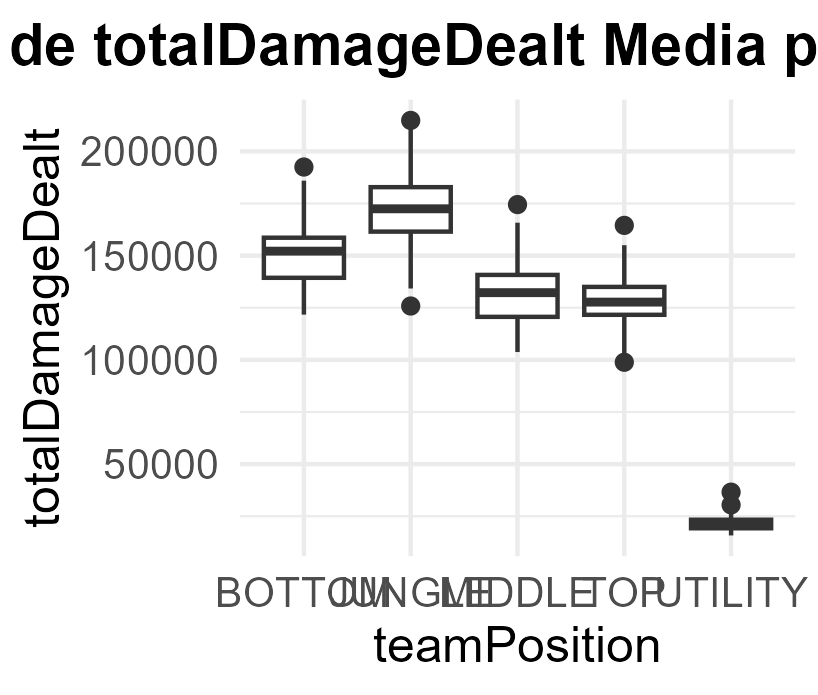 de totalDamageDealt Media p
totalDamageDealt
200000
150000
100000
50000
BOTTOM JUNGLE MIDDLE TOP UTILITY
teamPosition